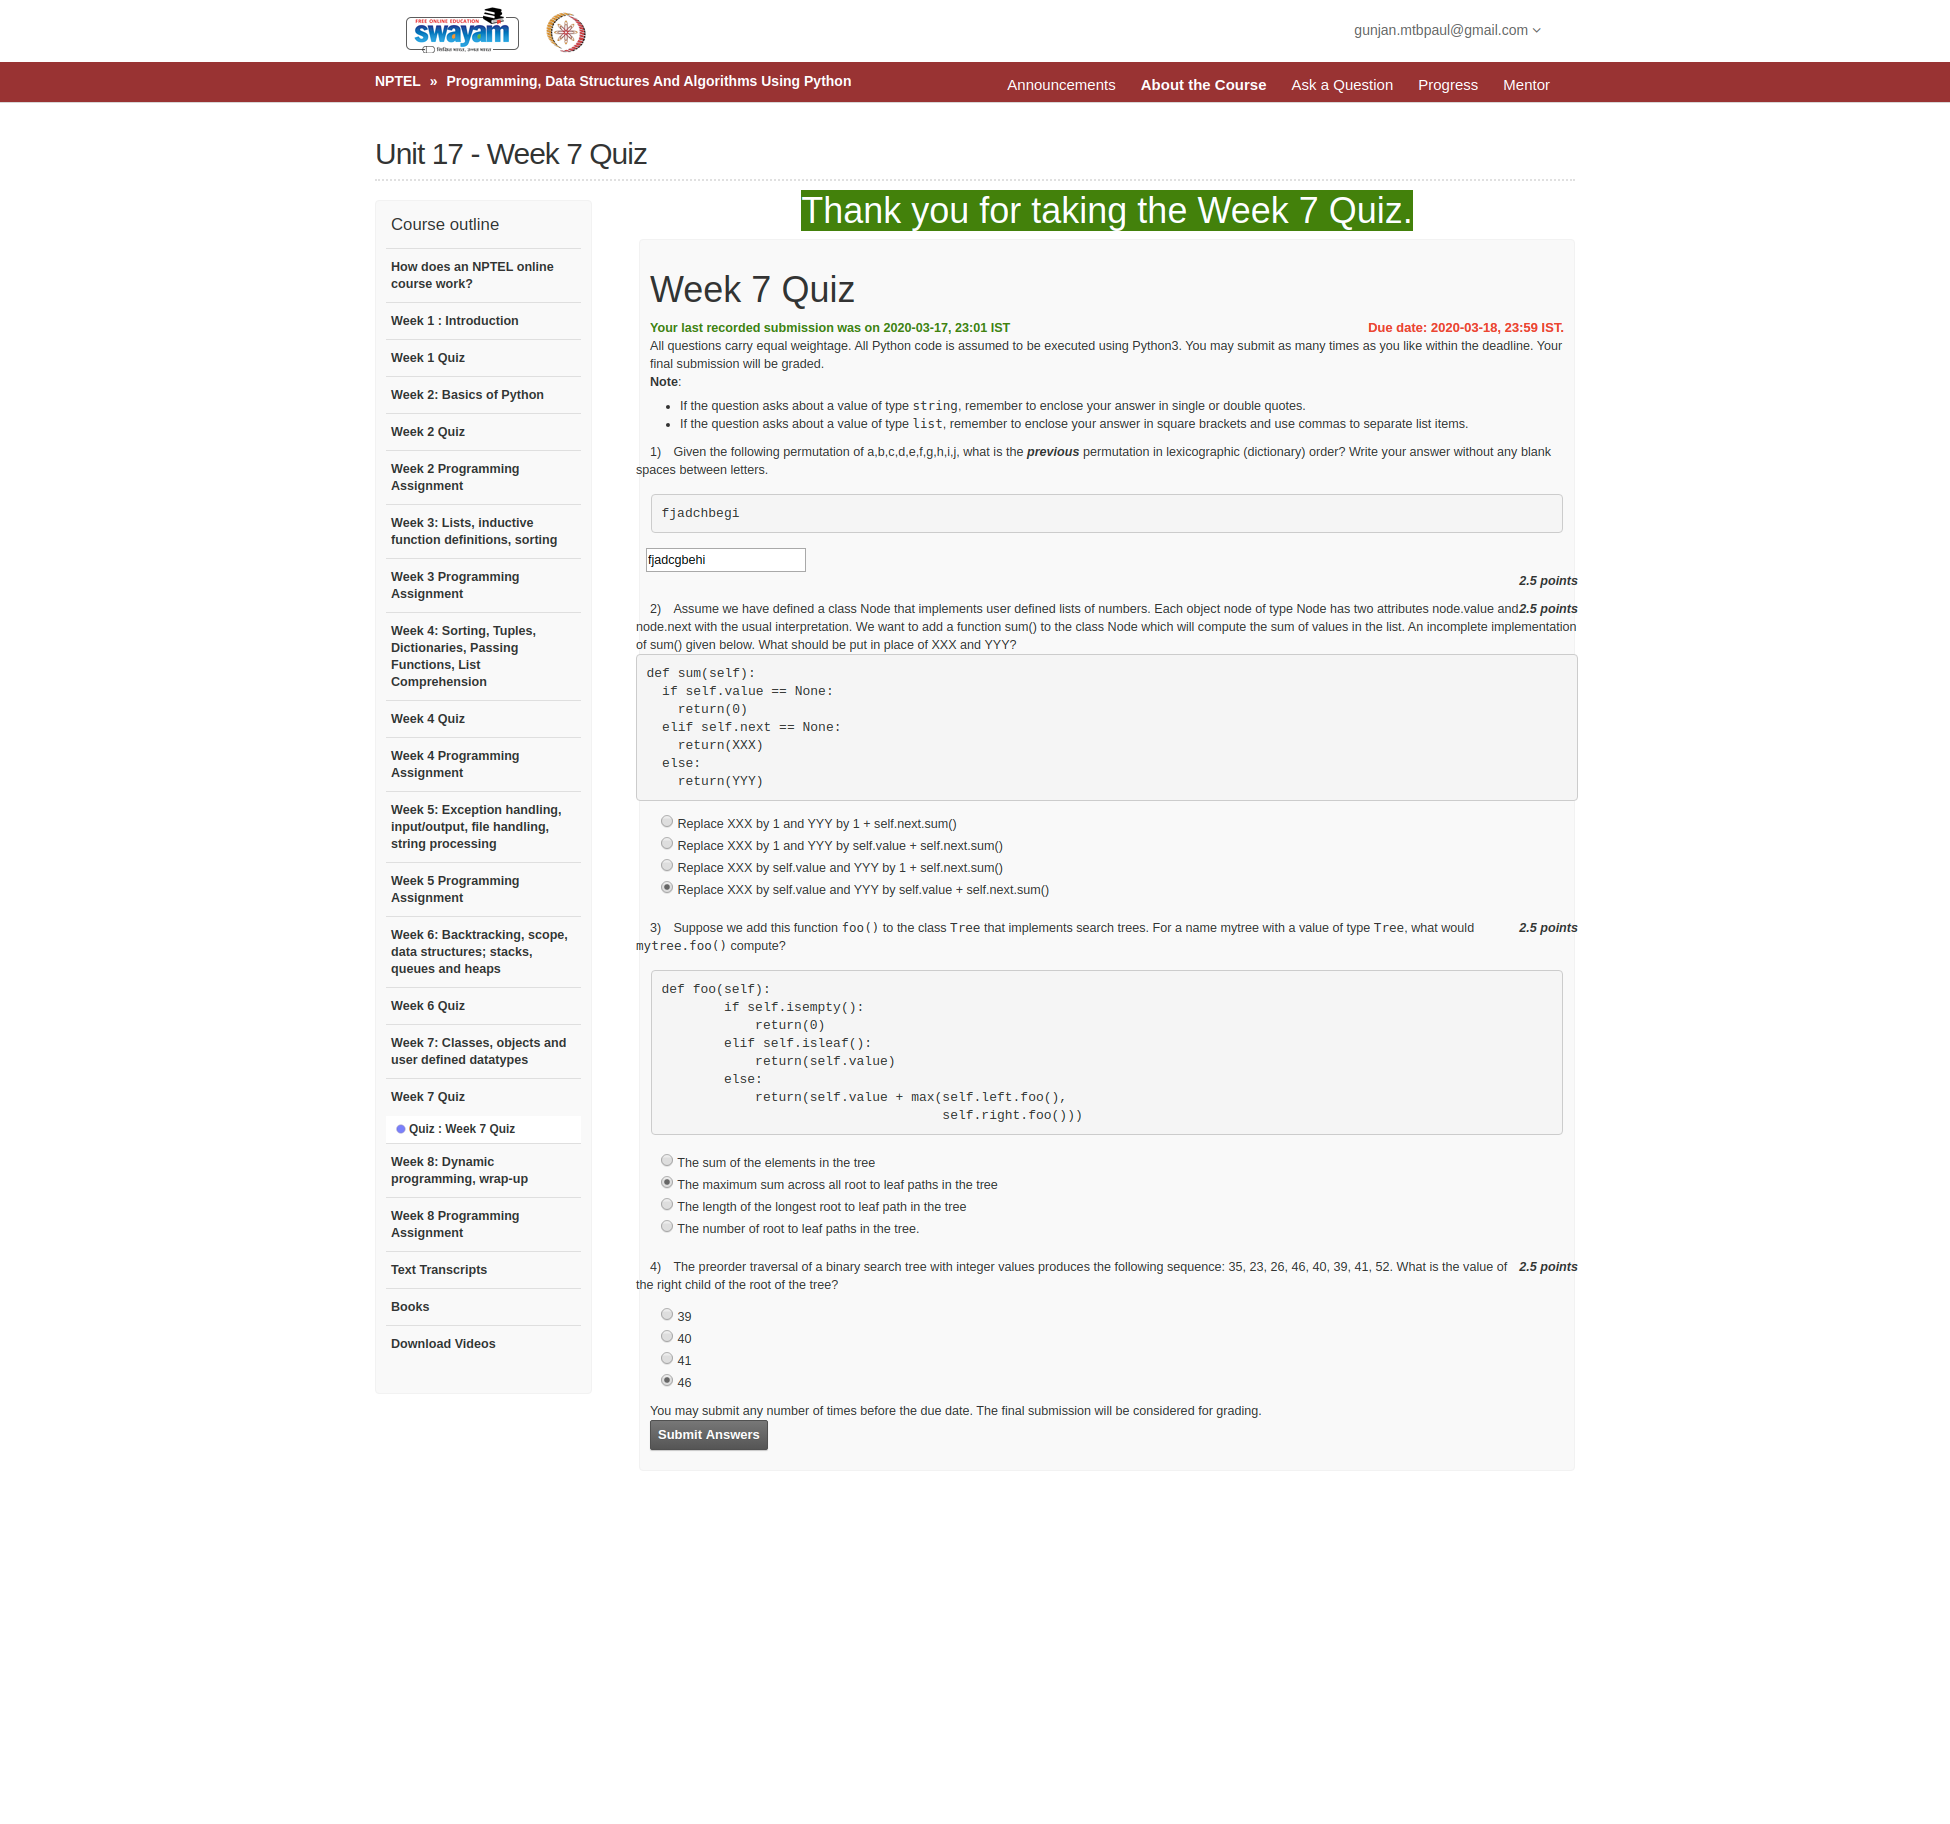 FREE ONLINE EDUCATION
swayam
शिक्षित भारत, उन्नत भारत
gunjan.mtbpaul@gmail.com
NPTEL » Programming, Data Structures And Algorithms Using Python
Announcements About the Course Ask a Question Progress Mentor
Unit 17 - Week 7 Quiz
Course outline
How does an NPTEL online
course work?
Week 1 : Introduction
Week 1 Quiz
Week 2: Basics of Python
Week 2 Quiz
Week 2 Programming
Assignment
Week 3: Lists, inductive
function definitions, sorting
Week 3 Programming
Assignment
Week 4: Sorting, Tuples,
Dictionaries, Passing
Functions, List
Comprehension
Week 4 Quiz
Week 4 Programming
Assignment
Week 5: Exception handling,
input/output, file handling,
string processing
Week 5 Programming
Assignment
Week 6: Backtracking, scope,
data structures; stacks,
queues and heaps
Week 6 Quiz
Week 7: Classes, objects and
user defined datatypes
Week 7 Quiz
Quiz : Week 7 Quiz
Week 8: Dynamic
programming, wrap-up
Week 8 Programming
Assignment
Text Transcripts
Books
Download Videos
Thank you for taking the Week 7 Quiz.
Week 7 Quiz
Your last recorded submission was on 2020-03-17, 23:01 IST Due date: 2020-03-18, 23:59 IST.
All questions carry equal weightage. All Python code is assumed to be executed using Python3. You may submit as many times as you like within the deadline. Your
final submission will be graded.
Note:
• If the question asks about a value of type string, remember to enclose your answer in single or double quotes.
• If the question asks about a value of type list, remember to enclose your answer in square brackets and use commas to separate list items.
1) Given the following permutation of a,b,c,d,e,f,g,h,i,j, what is the previous permutation in lexicographic (dictionary) order? Write your answer without any blank
spaces between letters.
fjadchbegi
fjadcgbehi
2.5 points
2) Assume we have defined a class Node that implements user defined lists of numbers. Each object node of type Node has two attributes node.value and 2.5 points
node.next with the usual interpretation. We want to add a function sum() to the class Node which will compute the sum of values in the list. An incomplete implementation
of sum() given below. What should be put in place of XXX and YYY?
def sum(self):
if self.value == None:
return(0)
elif self.next == None:
return(XXX)
else:
return(YYY)
Replace XXX by 1 and YYY by 1 + self.next.sum()
Replace XXX by 1 and YYY by self.value + self.next.sum()
Replace XXX by self.value and YYY by 1 + self.next.sum()
Replace XXX by self.value and YYY by self.value + self.next.sum()
3) Suppose we add this function foo() to the class Tree that implements search trees. For a name mytree with a value of type Tree, what would 2.5 points
mytree.foo() compute?
def foo(self):
if self.isempty():
return(0)
elif self.isleaf():
return(self.value)
else:
return(self.value + max(self.left.foo(),
self.right.foo()))
The sum of the elements in the tree
The maximum sum across all root to leaf paths in the tree
The length of the longest root to leaf path in the tree
The number of root to leaf paths in the tree.
4) The preorder traversal of a binary search tree with integer values produces the following sequence: 35, 23, 26, 46, 40, 39, 41, 52. What is the value of 2.5 points
the right child of the root of the tree?
39
40
41
46
You may submit any number of times before the due date. The final submission will be considered for grading.
Submit Answers